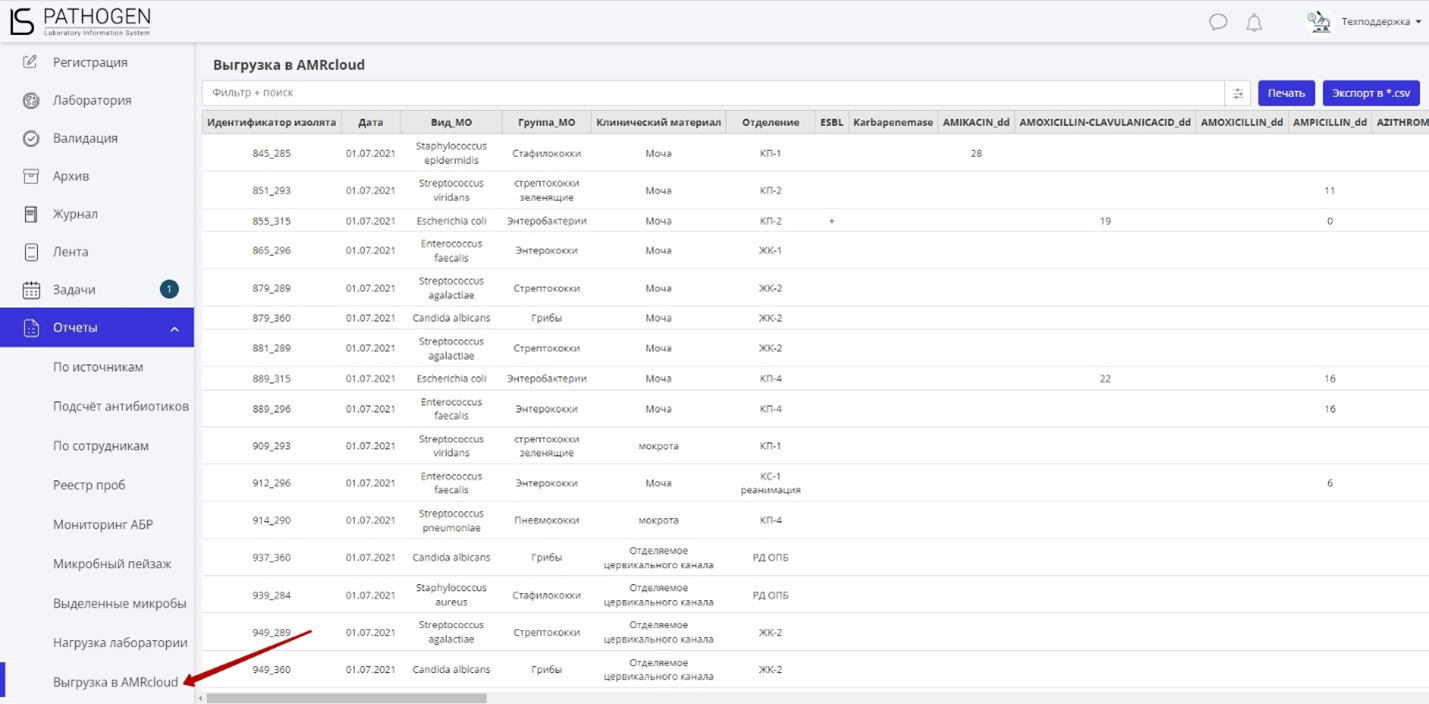 LS PATHOGEN
Laboratory Information System
Техподдержка
Регистрация
Лаборатория
Валидация
Архив
Журнал
Лента
Задачи 1
Отчеты
По источникам
Подсчёт антибиотиков
По сотрудникам
Реестр проб
Мониторинг АБР
Микробный пейзаж
Выделенные микробы
Нагрузка лаборатории
Выгрузка в AMRcloud
Выгрузка в AMRcloud
Фильтр + поиск
Печать
Экспорт в *.csv
Идентификатор изолята Дата Вид_МО Группа_МО Клинический материал Отделение ESBL Karbapenemase AMIKACIN_dd AMOXICILLIN-CLAVULANICACID_dd AMOXICILLIN_dd AMPICILLIN_dd AZITHROM
845_285 01.07.2021 Staphylococcus epidermidis Стафилококки Моча КП-1 28
851_293 01.07.2021 Streptococcus viridans стрептококки зеленящие Моча КП-2 11
855_315 01.07.2021 Escherichia coli Энтеробактерии Моча КП-2 + 19 0
865_296 01.07.2021 Enterococcus faecalis Энтерококки Моча ЖК-1
879_289 01.07.2021 Streptococcus agalactiae Стрептококки Моча ЖК-2
879_360 01.07.2021 Candida albicans Грибы Моча ЖК-2
881_289 01.07.2021 Streptococcus agalactiae Стрептококки Моча ЖК-2
889_315 01.07.2021 Escherichia coli Энтеробактерии Моча КП-4 22 16
889_296 01.07.2021 Enterococcus faecalis Энтерококки Моча КП-4 16
909_293 01.07.2021 Streptococcus viridans стрептококки зеленящие мокрота КП-1
912_296 01.07.2021 Enterococcus faecalis Энтерококки Моча КС-1 реанимация 6
914_290 01.07.2021 Streptococcus pneumoniae Пневмококки мокрота КП-4
937_360 01.07.2021 Candida albicans Грибы Отделяемое цервикального канала РД ОПБ
939_284 01.07.2021 Staphylococcus aureus Стафилококки Отделяемое цервикального канала РД ОПБ
949_289 01.07.2021 Streptococcus agalactiae Стрептококки Отделяемое цервикального канала ЖК-2
949_360 01.07.2021 Candida albicans Грибы Отделяемое цервикального канала ЖК-2